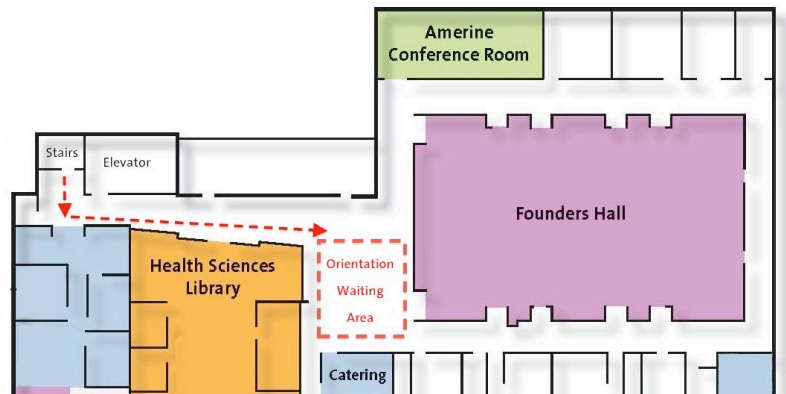 Amerine
Conference Room
Stairs
Elevator
Founders Hall
Health Sciences
Library
Orientation
Waiting
Area
Catering